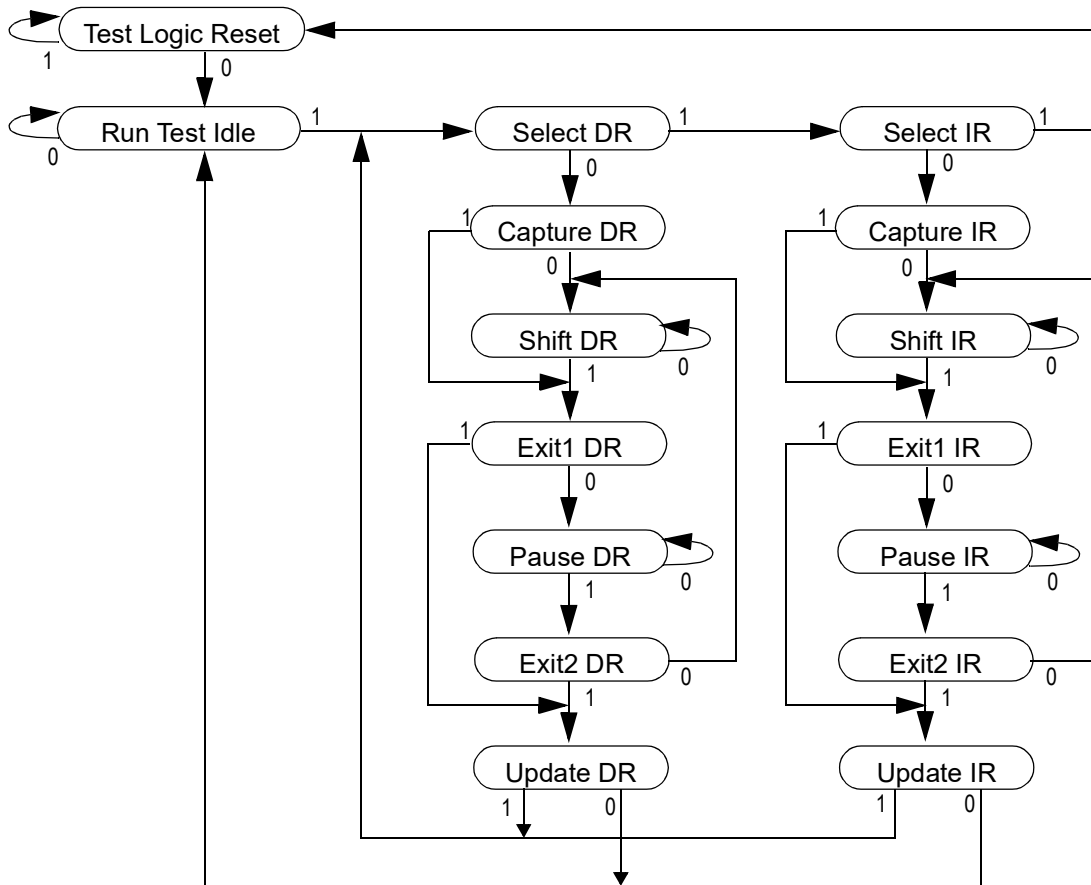 Test Logic Reset
1
0
Run Test Idle
1
Select DR
1
Select IR
1
0
0
0
1
Capture DR
1
Capture IR
0
0
Shift DR
0
Shift IR
0
1
1
1
Exit1 DR
1
Exit1 IR
0
0
Pause DR
0
Pause IR
0
1
1
Exit2 DR
0
Exit2 IR
0
1
1
Update DR
Update IR
1
0
1
0